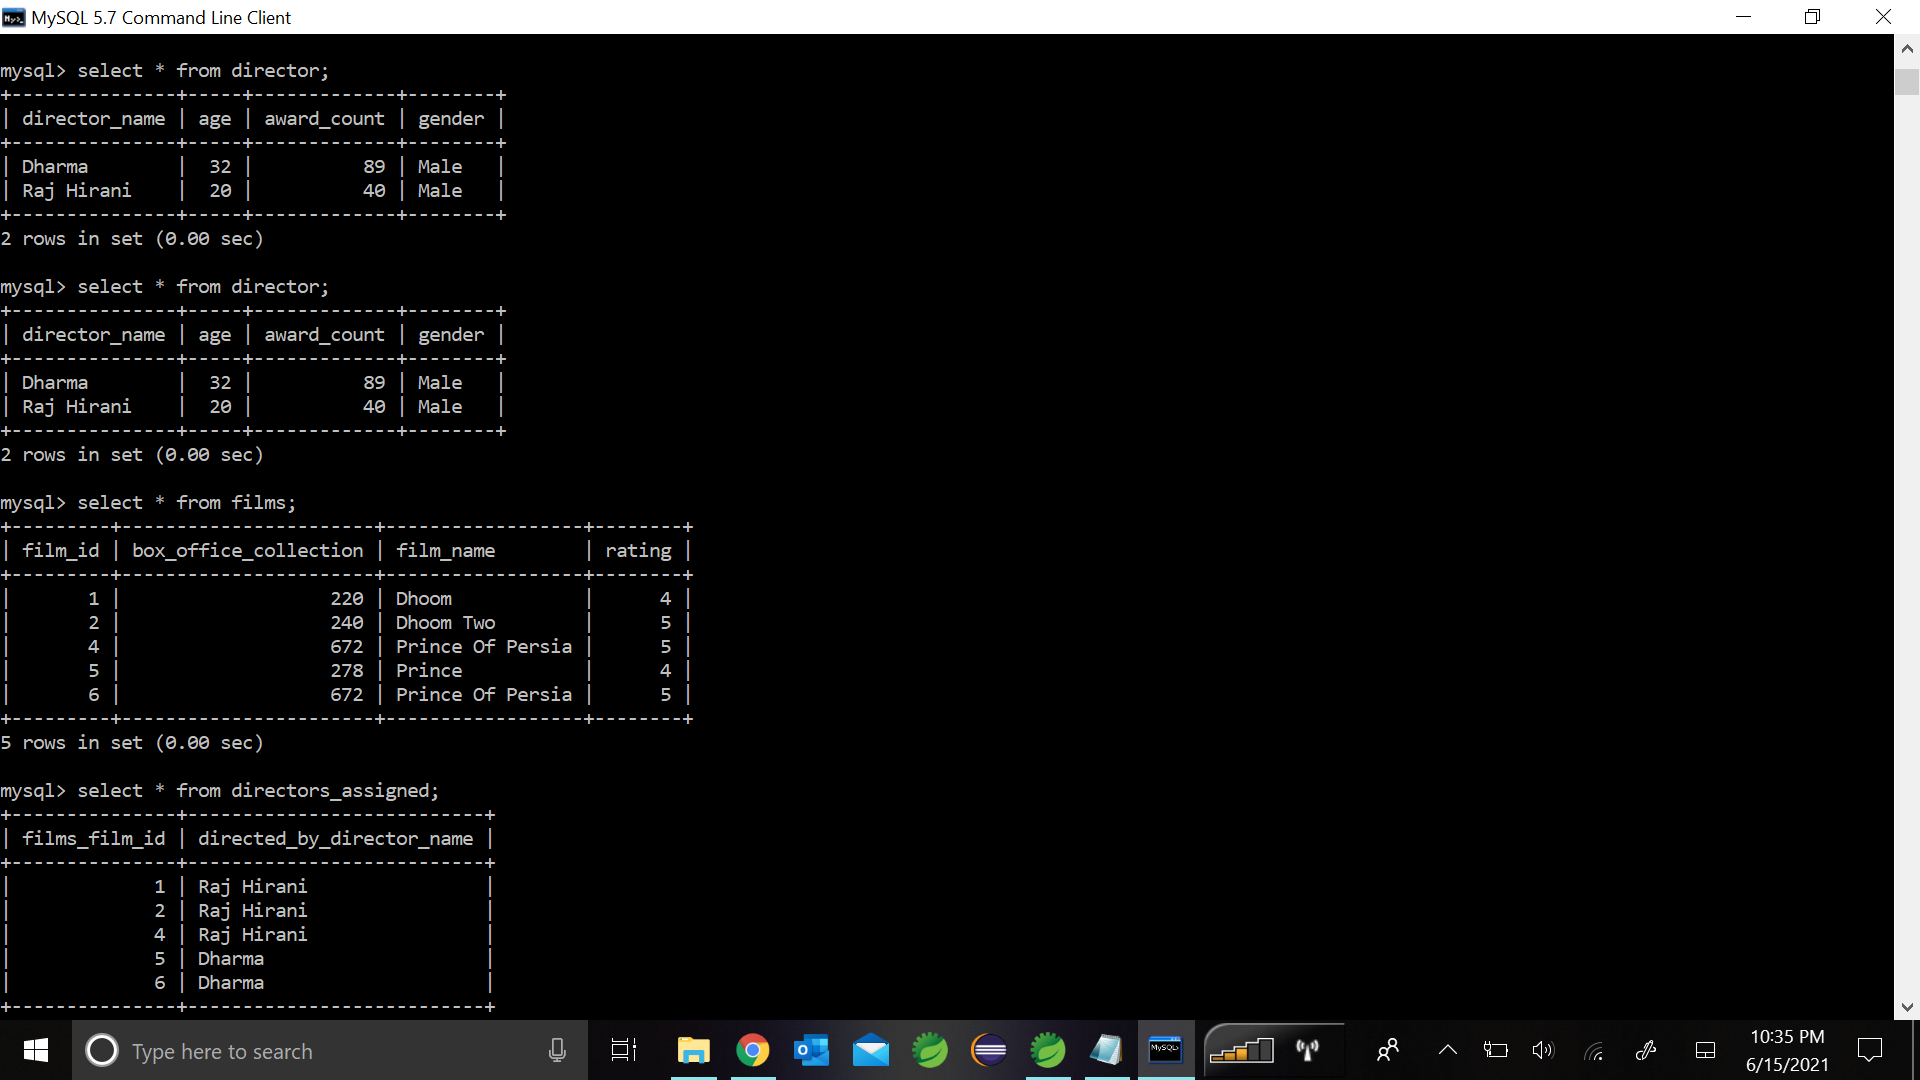 MySQL 5.7 Command Line Client
mysql> select * from director;
+---------------+-----+-------------+--------+
| director_name | age | award_count | gender |
+---------------+-----+-------------+--------+
| Dharma        |  32 |          89 | Male   |
| Raj Hirani    |  20 |          40 | Male   |
+---------------+-----+-------------+--------+
2 rows in set (0.00 sec)
mysql> select * from director;
+---------------+-----+-------------+--------+
| director_name | age | award_count | gender |
+---------------+-----+-------------+--------+
| Dharma        |  32 |          89 | Male   |
| Raj Hirani    |  20 |          40 | Male   |
+---------------+-----+-------------+--------+
2 rows in set (0.00 sec)
mysql> select * from films;
+---------+-----------------------+------------------+--------+
| film_id | box_office_collection | film_name        | rating |
+---------+-----------------------+------------------+--------+
|       1 |                   220 | Dhoom            |      4 |
|       2 |                   240 | Dhoom Two        |      5 |
|       4 |                   672 | Prince Of Persia |      5 |
|       5 |                   278 | Prince           |      4 |
|       6 |                   672 | Prince Of Persia |      5 |
+---------+-----------------------+------------------+--------+
5 rows in set (0.00 sec)
mysql> select * from directors_assigned;
+---------------+---------------------------+
| films_film_id | directed_by_director_name |
+---------------+---------------------------+
|             1 | Raj Hirani                |
|             2 | Raj Hirani                |
|             4 | Raj Hirani                |
|             5 | Dharma                    |
|             6 | Dharma                    |
+---------------+---------------------------+
Type here to search
MySQL>
10:35 PM
6/15/2021